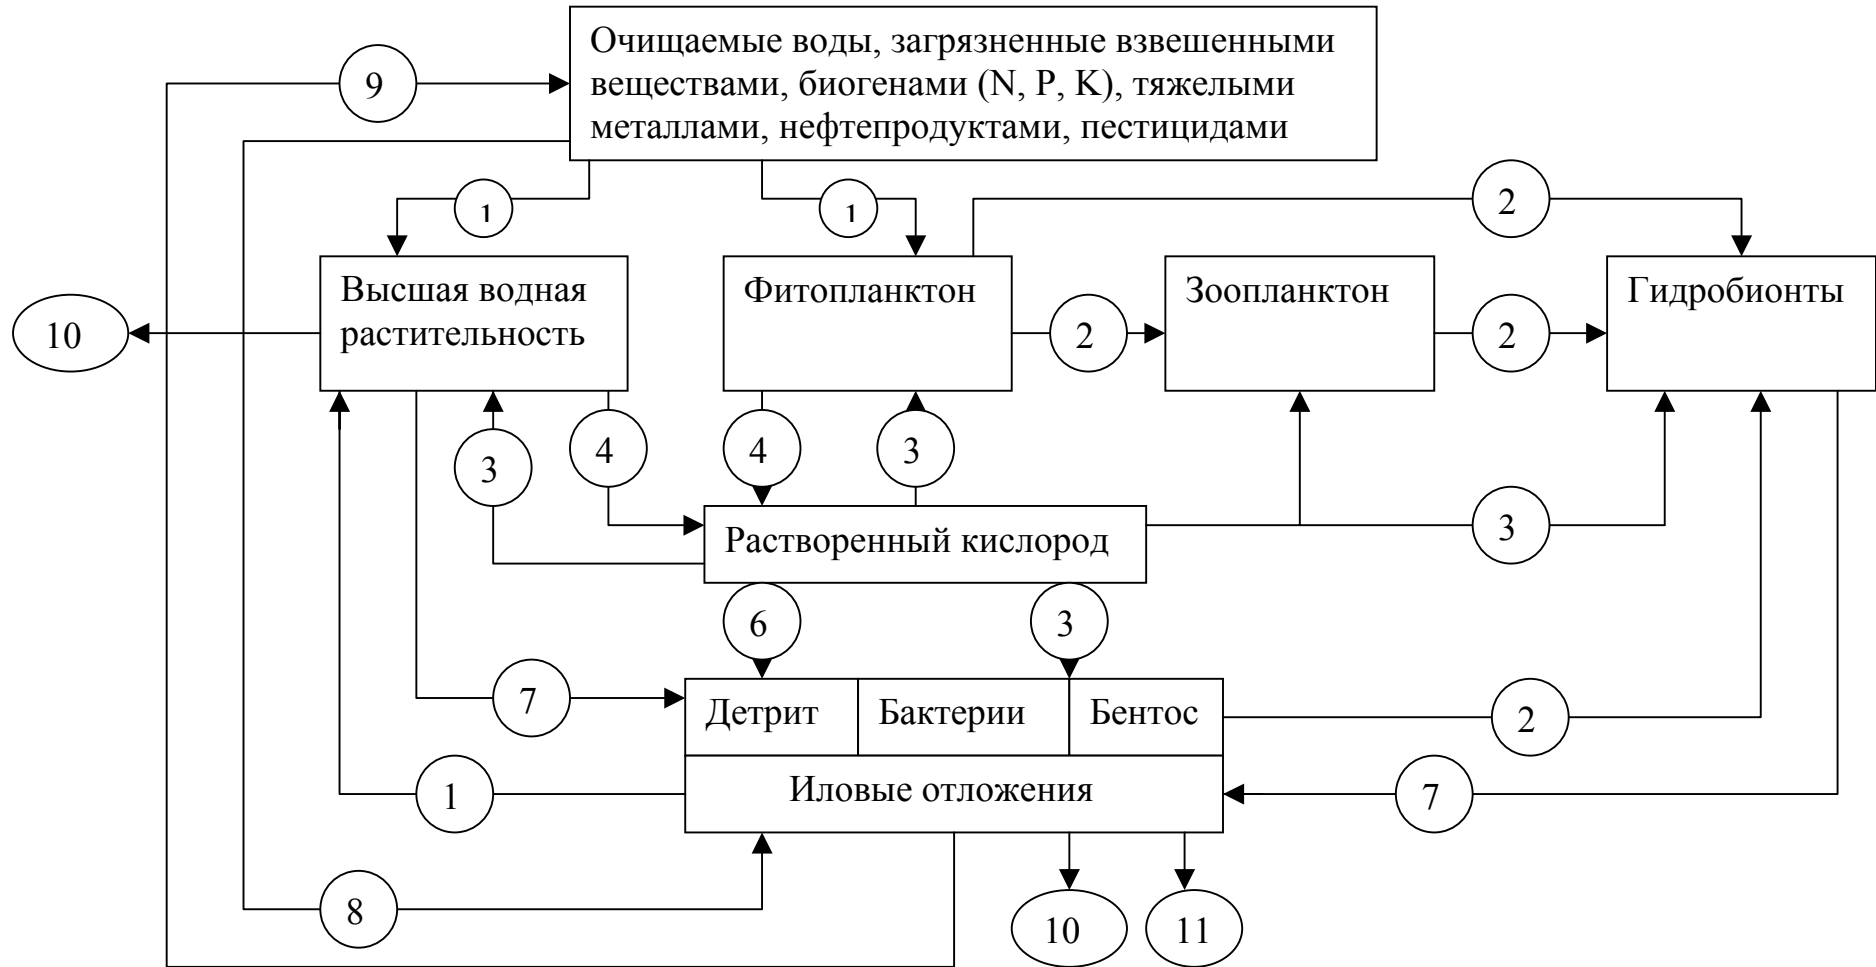 Очищаемые воды, загрязненные взвешенными
веществами, биогенами (N, P, K), тяжелыми
металлами, нефтепродуктами, пестицидами
9
1
1
2
Высшая водная
растительность
Фитопланктон
Зоопланктон
Гидробионты
10
2
2
3
4
4
3
3
Растворенный кислород
6
3
7
Детрит
Бактерии
Бентос
2
1
Иловые отложения
7
8
10
11